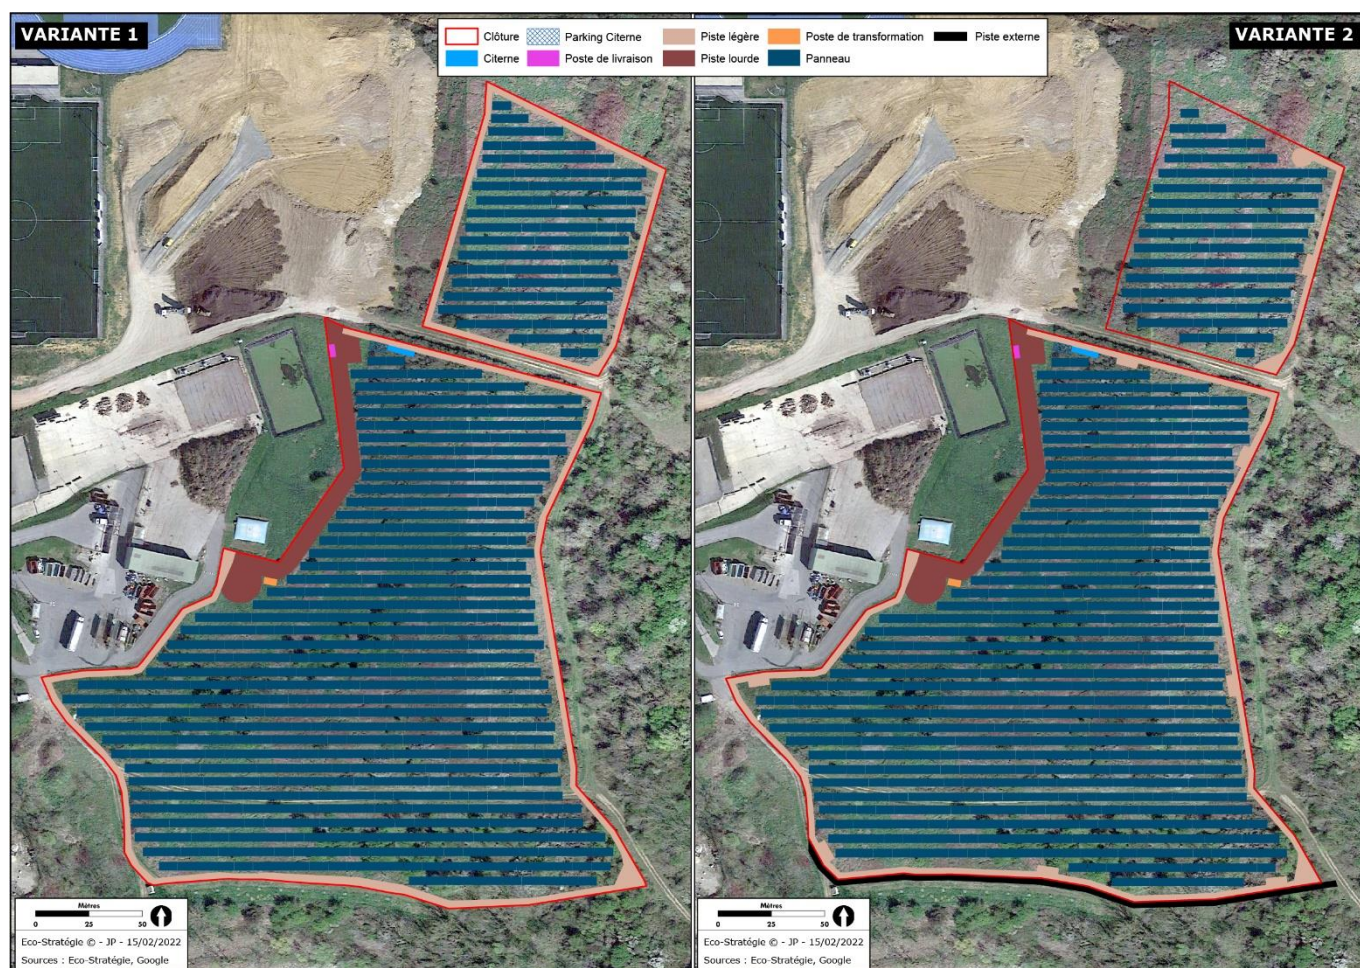 VARIANTE 1
Clôture
Parking Citerne
Piste légère
Poste de transformation
Piste externe
Citerne
Poste de livraison
Piste lourde
Panneau
VARIANTE 2
Mètres
0 25 50
Eco-Stratégie © - JP - 15/02/2022
Sources : Eco-Stratégie, Google
Mètres
0 25 50
Eco-Stratégie © - JP - 15/02/2022
Sources : Eco-Stratégie, Google